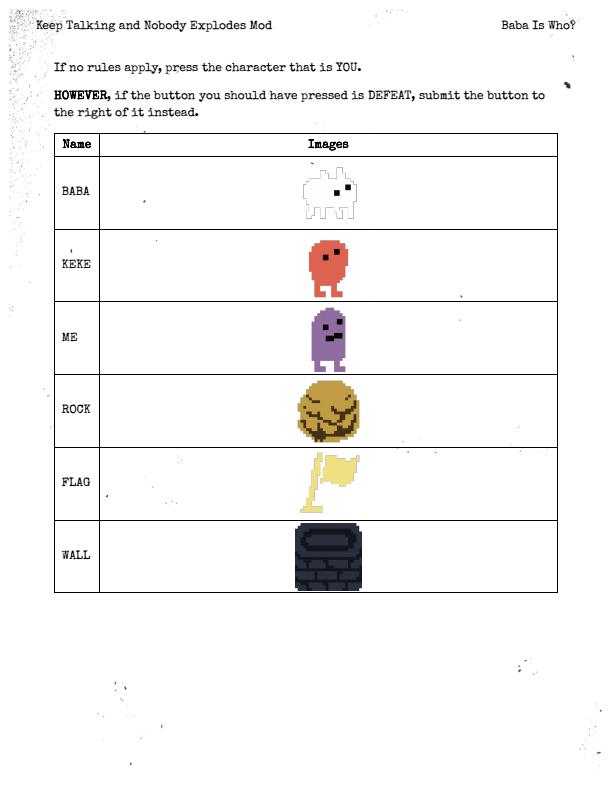 Keep Talking and Nobody Explodes Mod
Baba Is Who?
If no rules apply, press the character that is YOU.
HOWEVER, if the button you should have pressed is DEFEAT, submit the button to
the right of it instead.
Name Images
BABA
KEKE
ME
ROCK
FLAG
WALL